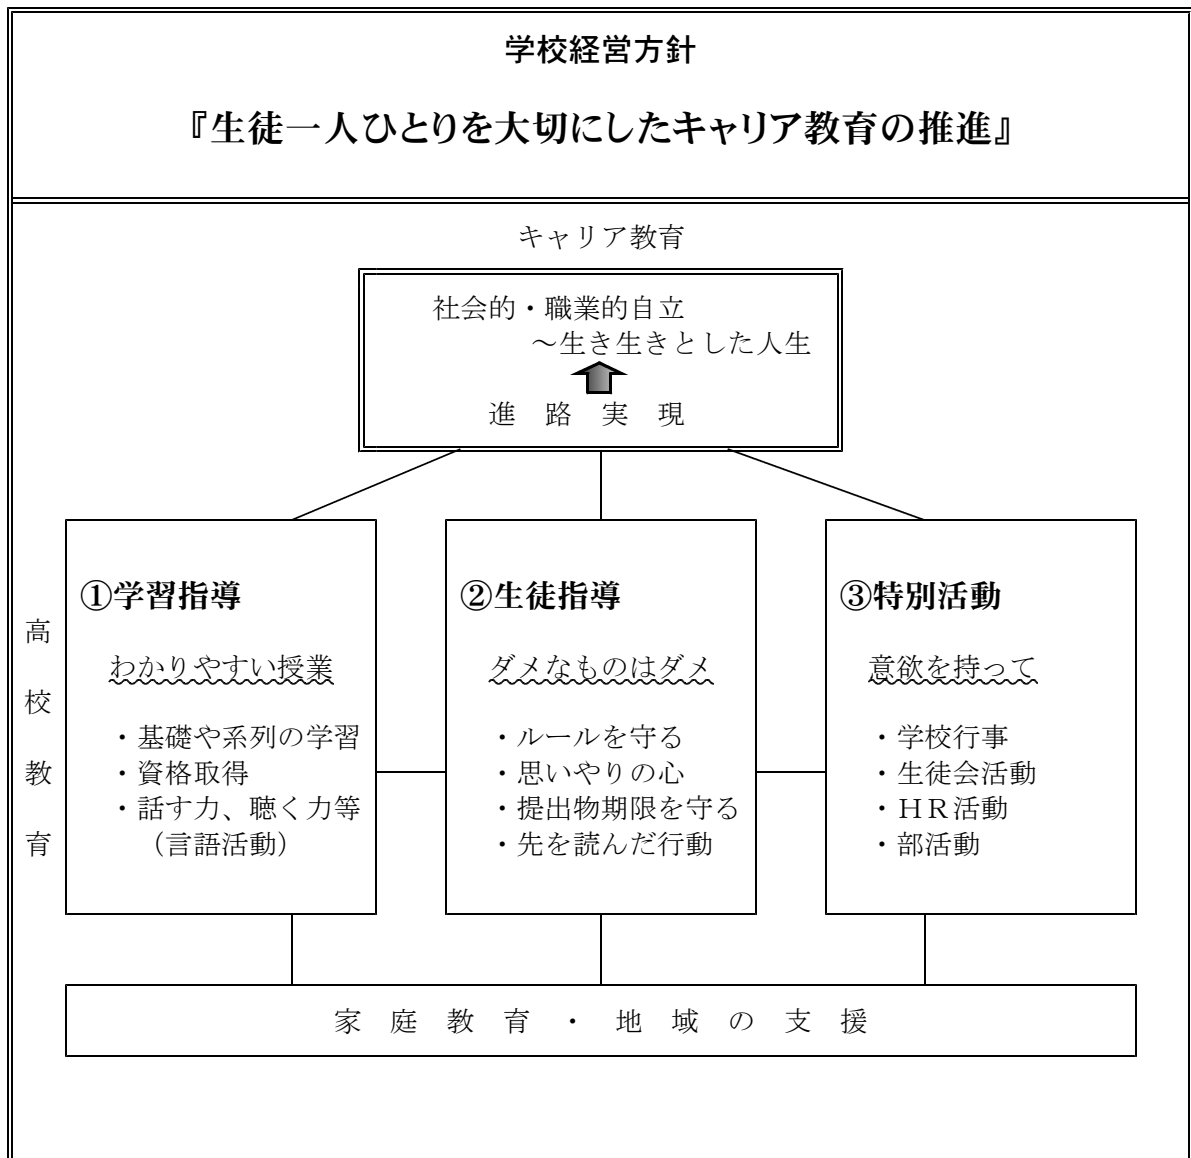 学校経営方針
『生徒一人ひとりを大切にしたキャリア教育の推進』
キャリア教育
社会的・職業的自立
～生き生きとした人生
進路実現
高校教育
①学習指導
わかりやすい授業
・基礎や系列の学習
・資格取得
・話す力、聴く力等
（言語活動）
②生徒指導
ダメなものはダメ
・ルールを守る
・思いやりの心
・提出物期限を守る
・先を読んだ行動
③特別活動
意欲を持って
・学校行事
・生徒会活動
・ＨＲ活動
・部活動
家庭教育・地域の支援